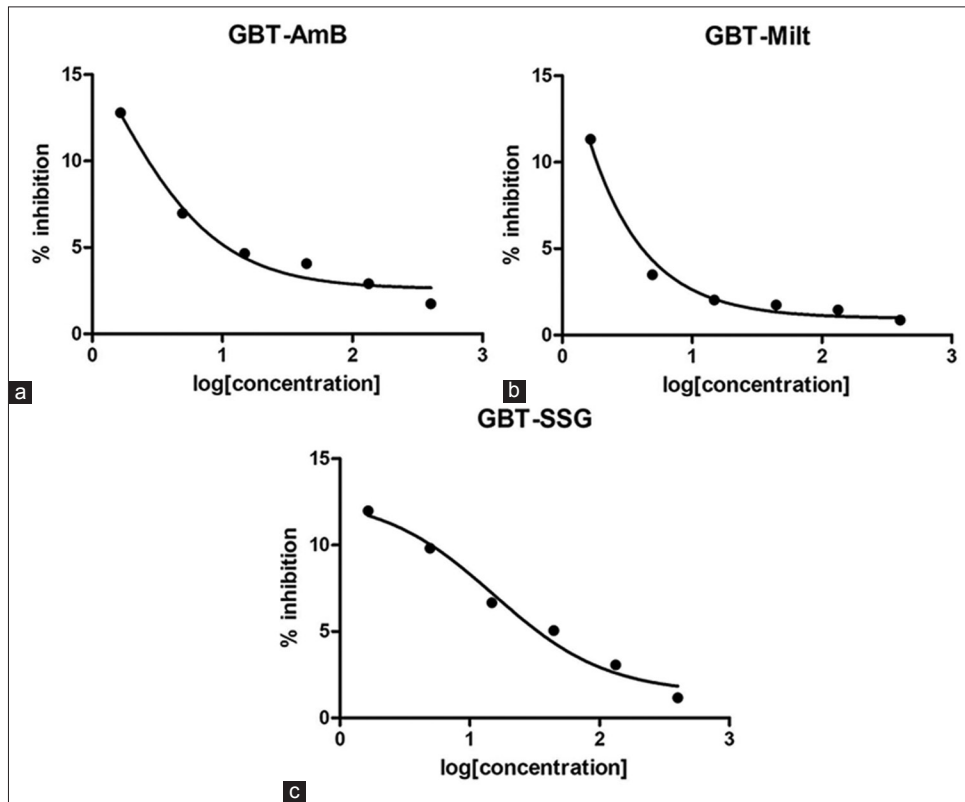 GBT-AmB
15
10
5
0
% inhibition
0 1 2 3
log[concentration]
a
GBT-Milt
15
10
5
0
% inhibition
0 1 2 3
log[concentration]
b
GBT-SSG
15
10
5
0
% inhibition
0 1 2 3
log[concentration]
c